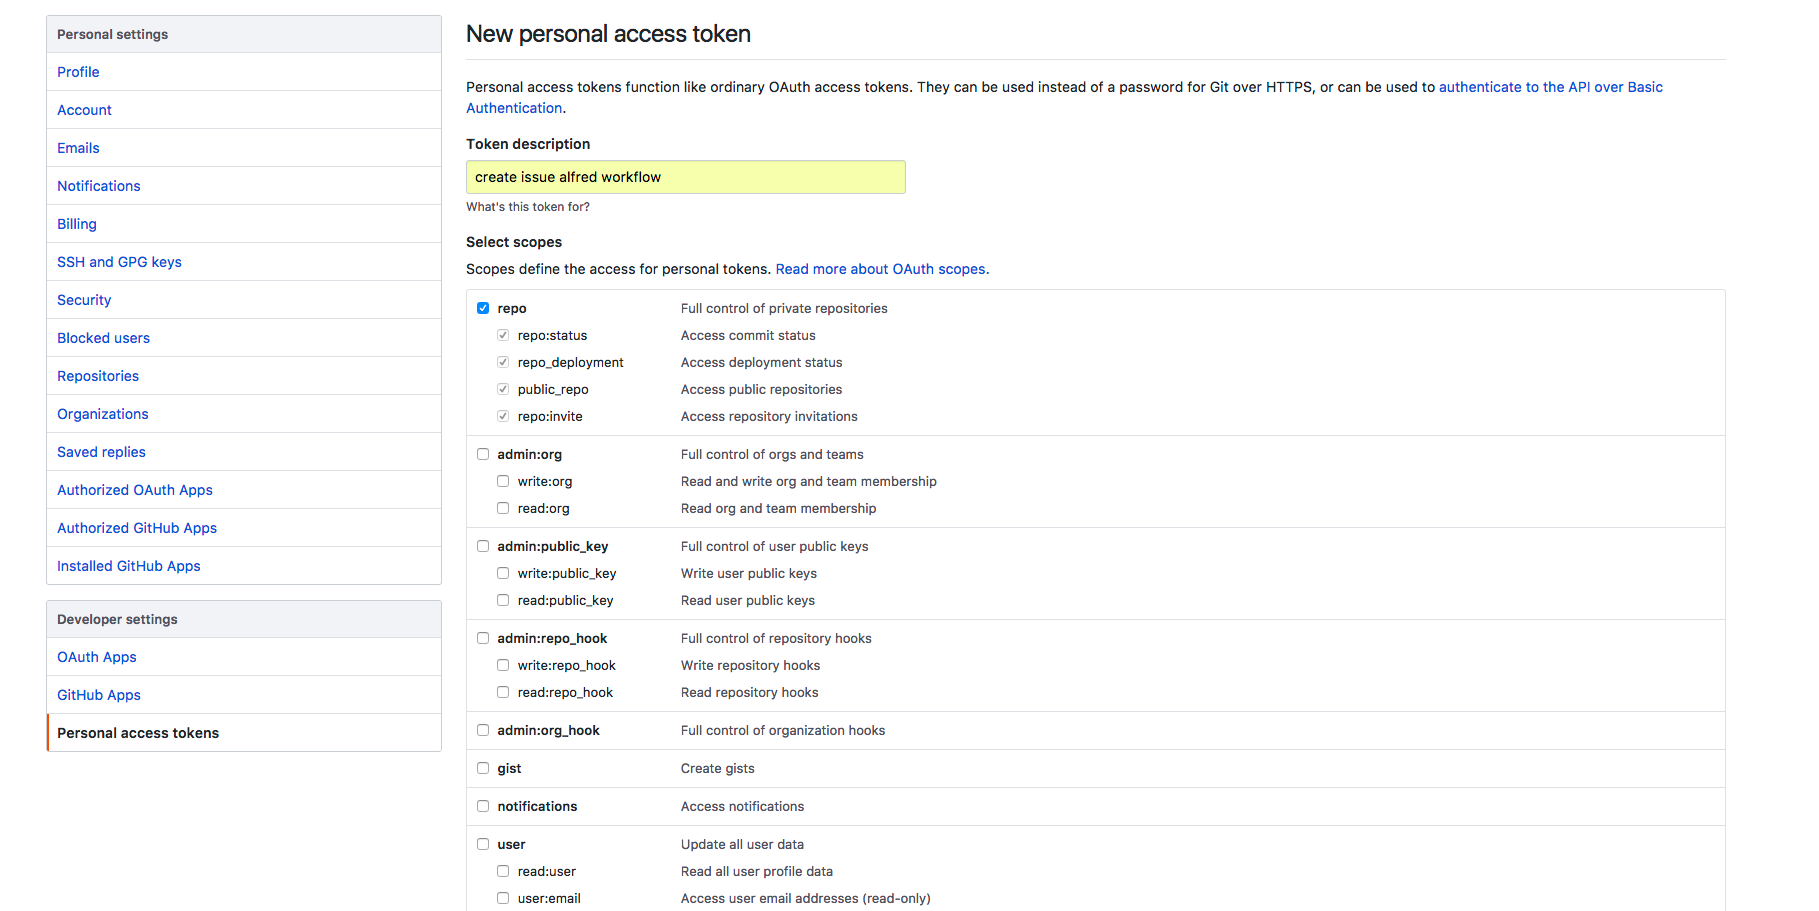 Personal settings
Profile
Account
Emails
Notifications
Billing
SSH and GPG keys
Security
Blocked users
Repositories
Organizations
Saved replies
Authorized OAuth Apps
Authorized GitHub Apps
Installed GitHub Apps
Developer settings
OAuth Apps
GitHub Apps
Personal access tokens
New personal access token
Personal access tokens function like ordinary OAuth access tokens. They can be used instead of a password for Git over HTTPS, or can be used to authenticate to the API over Basic
Authentication.
Token description
create issue alfred workflow
What's this token for?
Select scopes
Scopes define the access for personal tokens. Read more about OAuth scopes.
repo Full control of private repositories
repo:status Access commit status
repo_deployment Access deployment status
public_repo Access public repositories
repo:invite Access repository invitations
admin:org Full control of orgs and teams
write:org Read and write org and team membership
read:org Read org and team membership
admin:public_key Full control of user public keys
write:public_key Write user public keys
read:public_key Read user public keys
admin:repo_hook Full control of repository hooks
write:repo_hook Write repository hooks
read:repo_hook Read repository hooks
admin:org_hook Full control of organization hooks
gist Create gists
notifications Access notifications
user Update all user data
read:user Read all user profile data
user:email Access user email addresses (read-only)